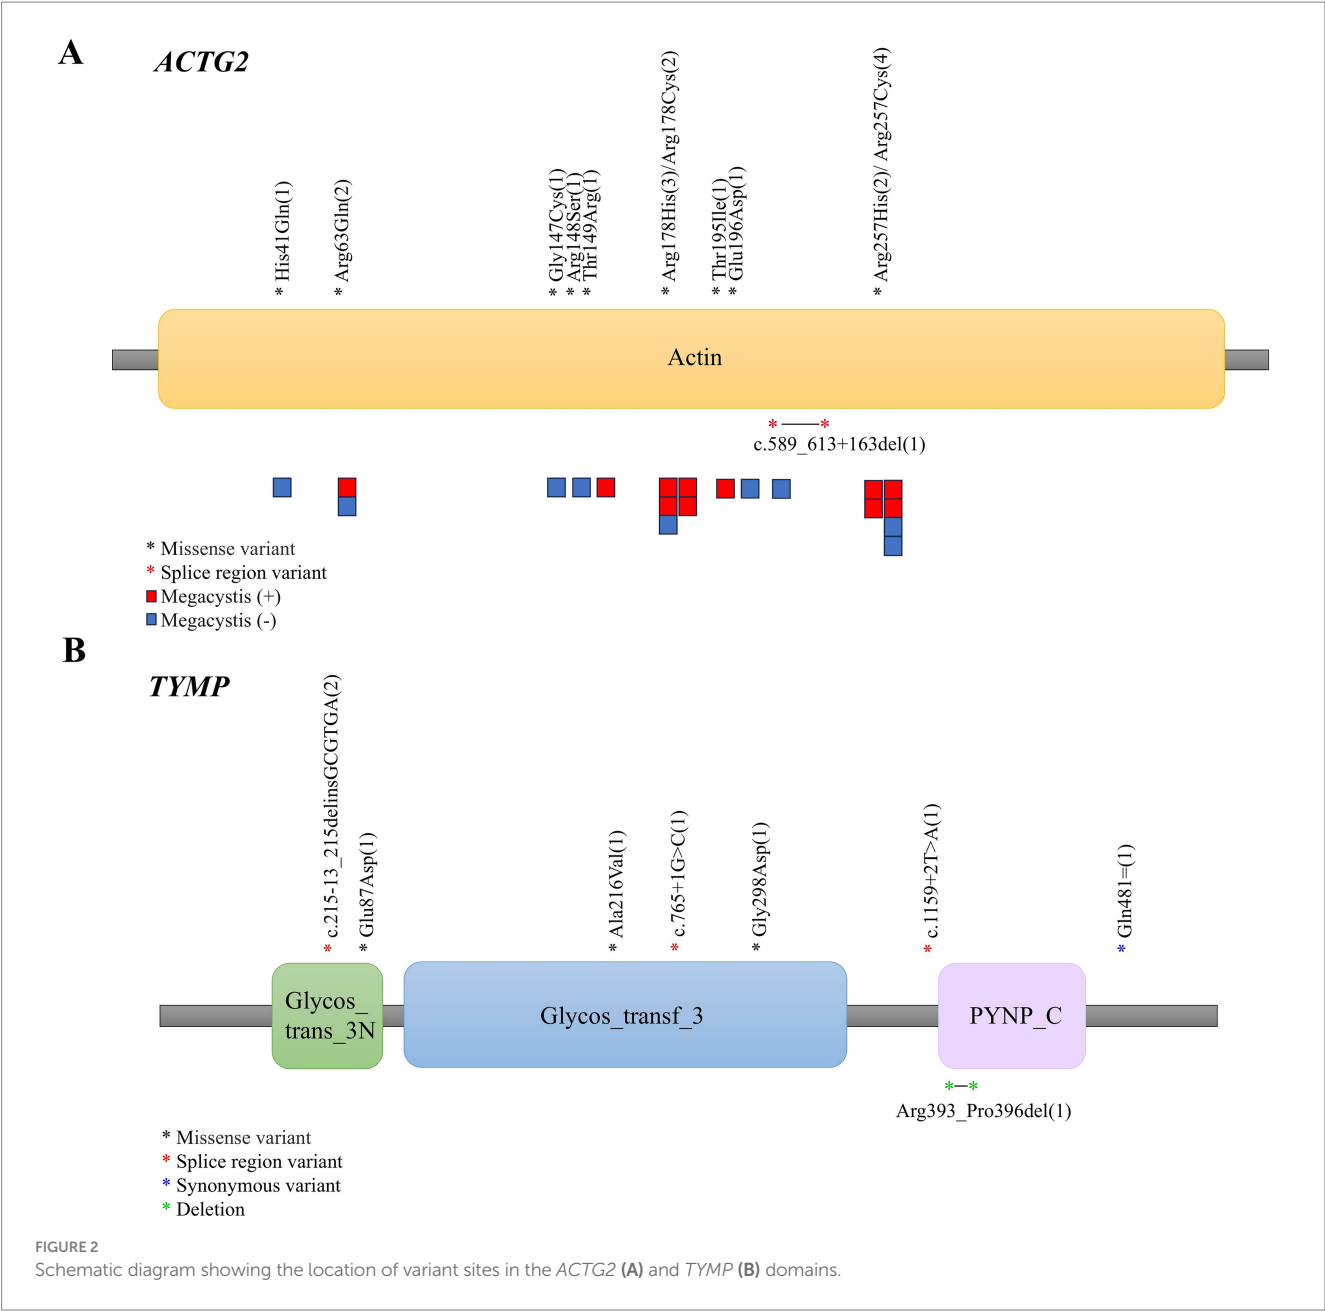 A
ACTG2
* His41Gln(1)
* Arg63Gln(2)
* Gly147Cys(1)
* Arg148Ser(1)
* Thr149Arg(1)
* Arg178His(3)/Arg178Cys(2)
* Thr195Ile(1)
* Glu196Asp(1)
* Arg257His(2)/ Arg257Cys(4)
Actin
* *
c.589_613+163del(1)
* Missense variant
* Splice region variant
Megacystis (+)
Megacystis (-)
B
TYMP
* c.215-13_215delinsGCGTGA(2)
* Glu87Asp(1)
* Ala216Val(1)
* c.765+1G>C(1)
* Gly298Asp(1)
* c.1159+2T>A(1)
* Gln481=(1)
Glycos_
trans_3N
Glycos_transf_3
PYNP_C
* *
Arg393_Pro396del(1)
* Missense variant
* Splice region variant
* Synonymous variant
* Deletion
FIGURE 2
Schematic diagram showing the location of variant sites in the ACTG2 (A) and TYMP (B) domains.